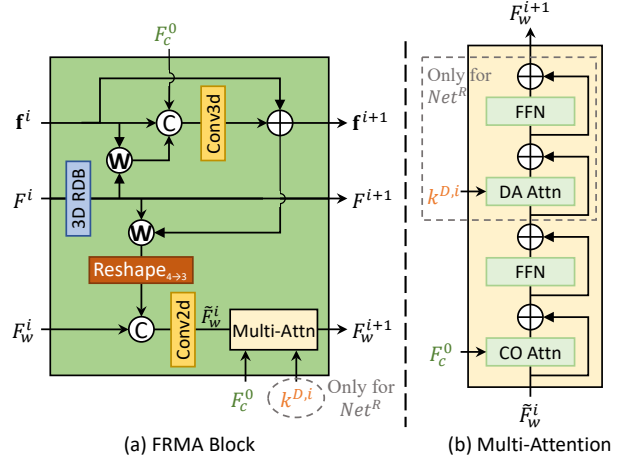 F_c^0
f^i
C
Conv3d
f^{i+1}
W
F^i
3D RDB
F^{i+1}
W
Reshape_{4→3}
F_w^i
C
Conv2d
F̃_w^i
Multi-Attn
F_w^{i+1}
F_c^0
k^{D,i}
Only for
Net^R
(a) FRMA Block
F_w^{i+1}
Only for
Net^R
FFN
k^{D,i}
DA Attn
FFN
F_c^0
CO Attn
F̃_w^i
(b) Multi-Attention